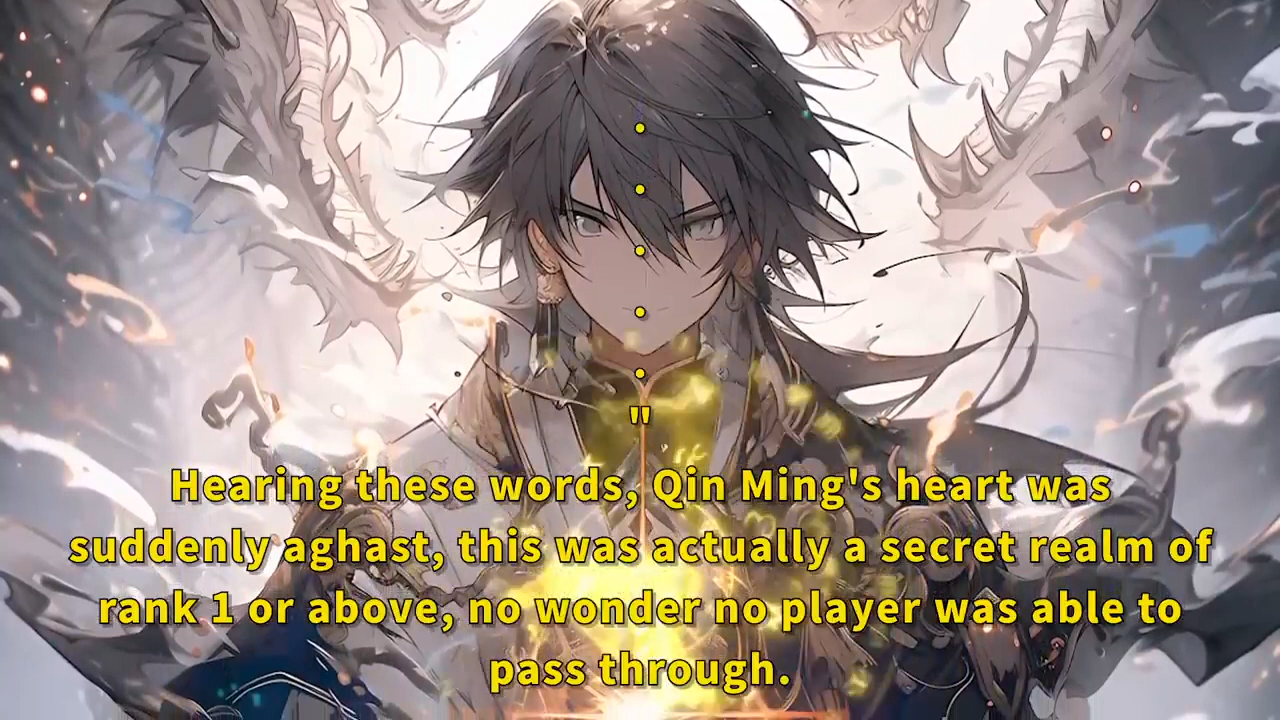 .
.
.
.
.
"
Hearing these words, Qin Ming's heart was
suddenly aghast, this was actually a secret realm of
rank 1 or above, no wonder no player was able to
pass through.